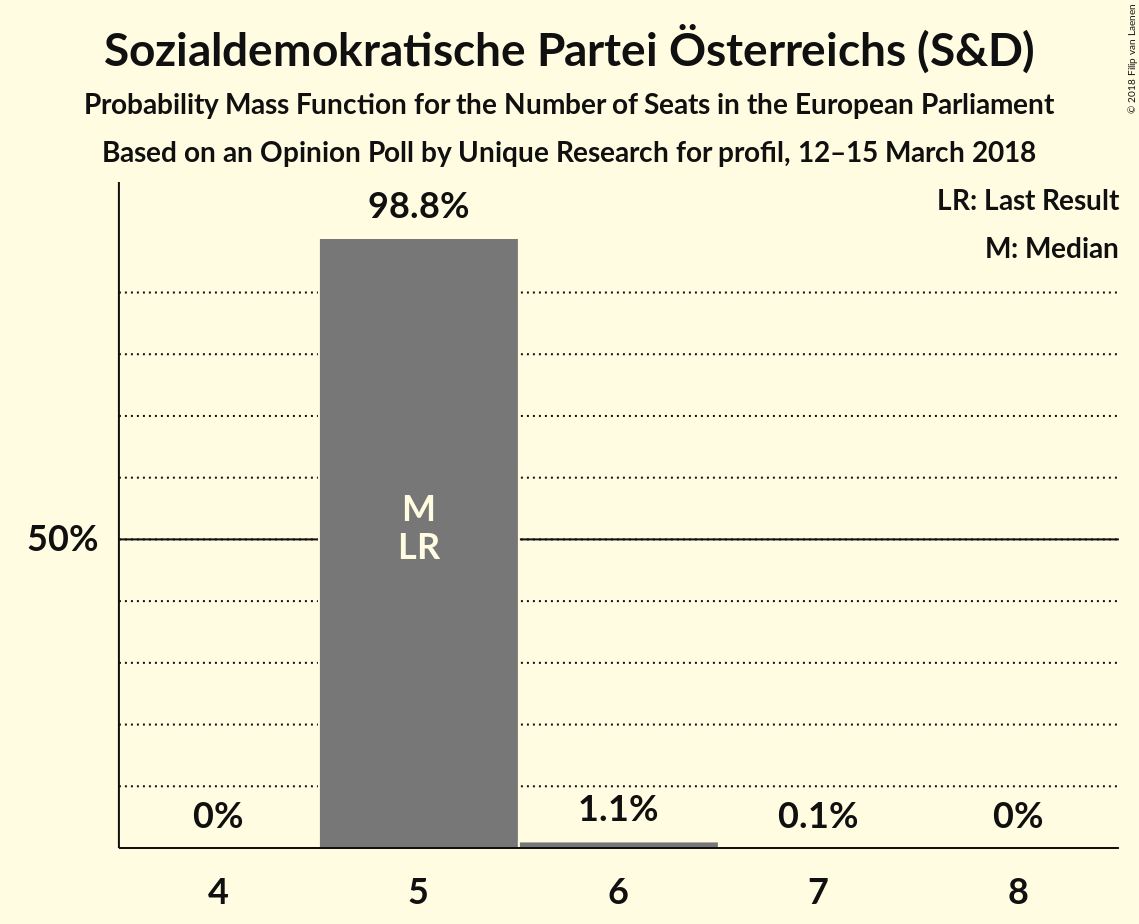 Sozialdemokratische Partei Österreichs (S&D)
Probability Mass Function for the Number of Seats in the European Parliament
Based on an Opinion Poll by Unique Research for profil, 12–15 March 2018
© 2018 Filip van Laenen
LR: Last Result
M: Median
98.8%
M
LR
50%
0%
1.1%
0.1%
0%
4
5
6
7
8